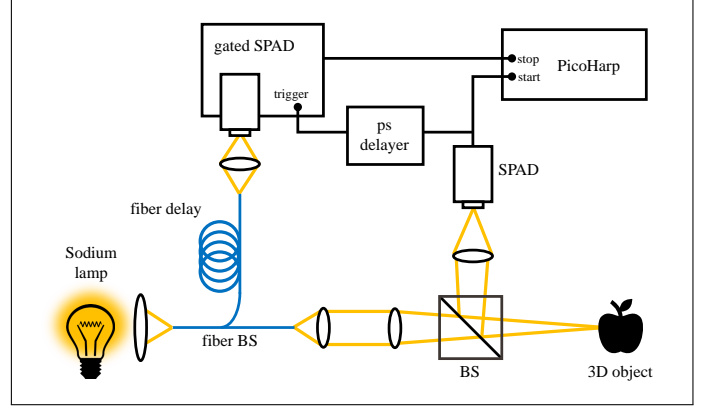 gated SPAD
trigger
stop
start
PicoHarp
ps
delayer
SPAD
fiber delay
Sodium
lamp
fiber BS
BS
3D object